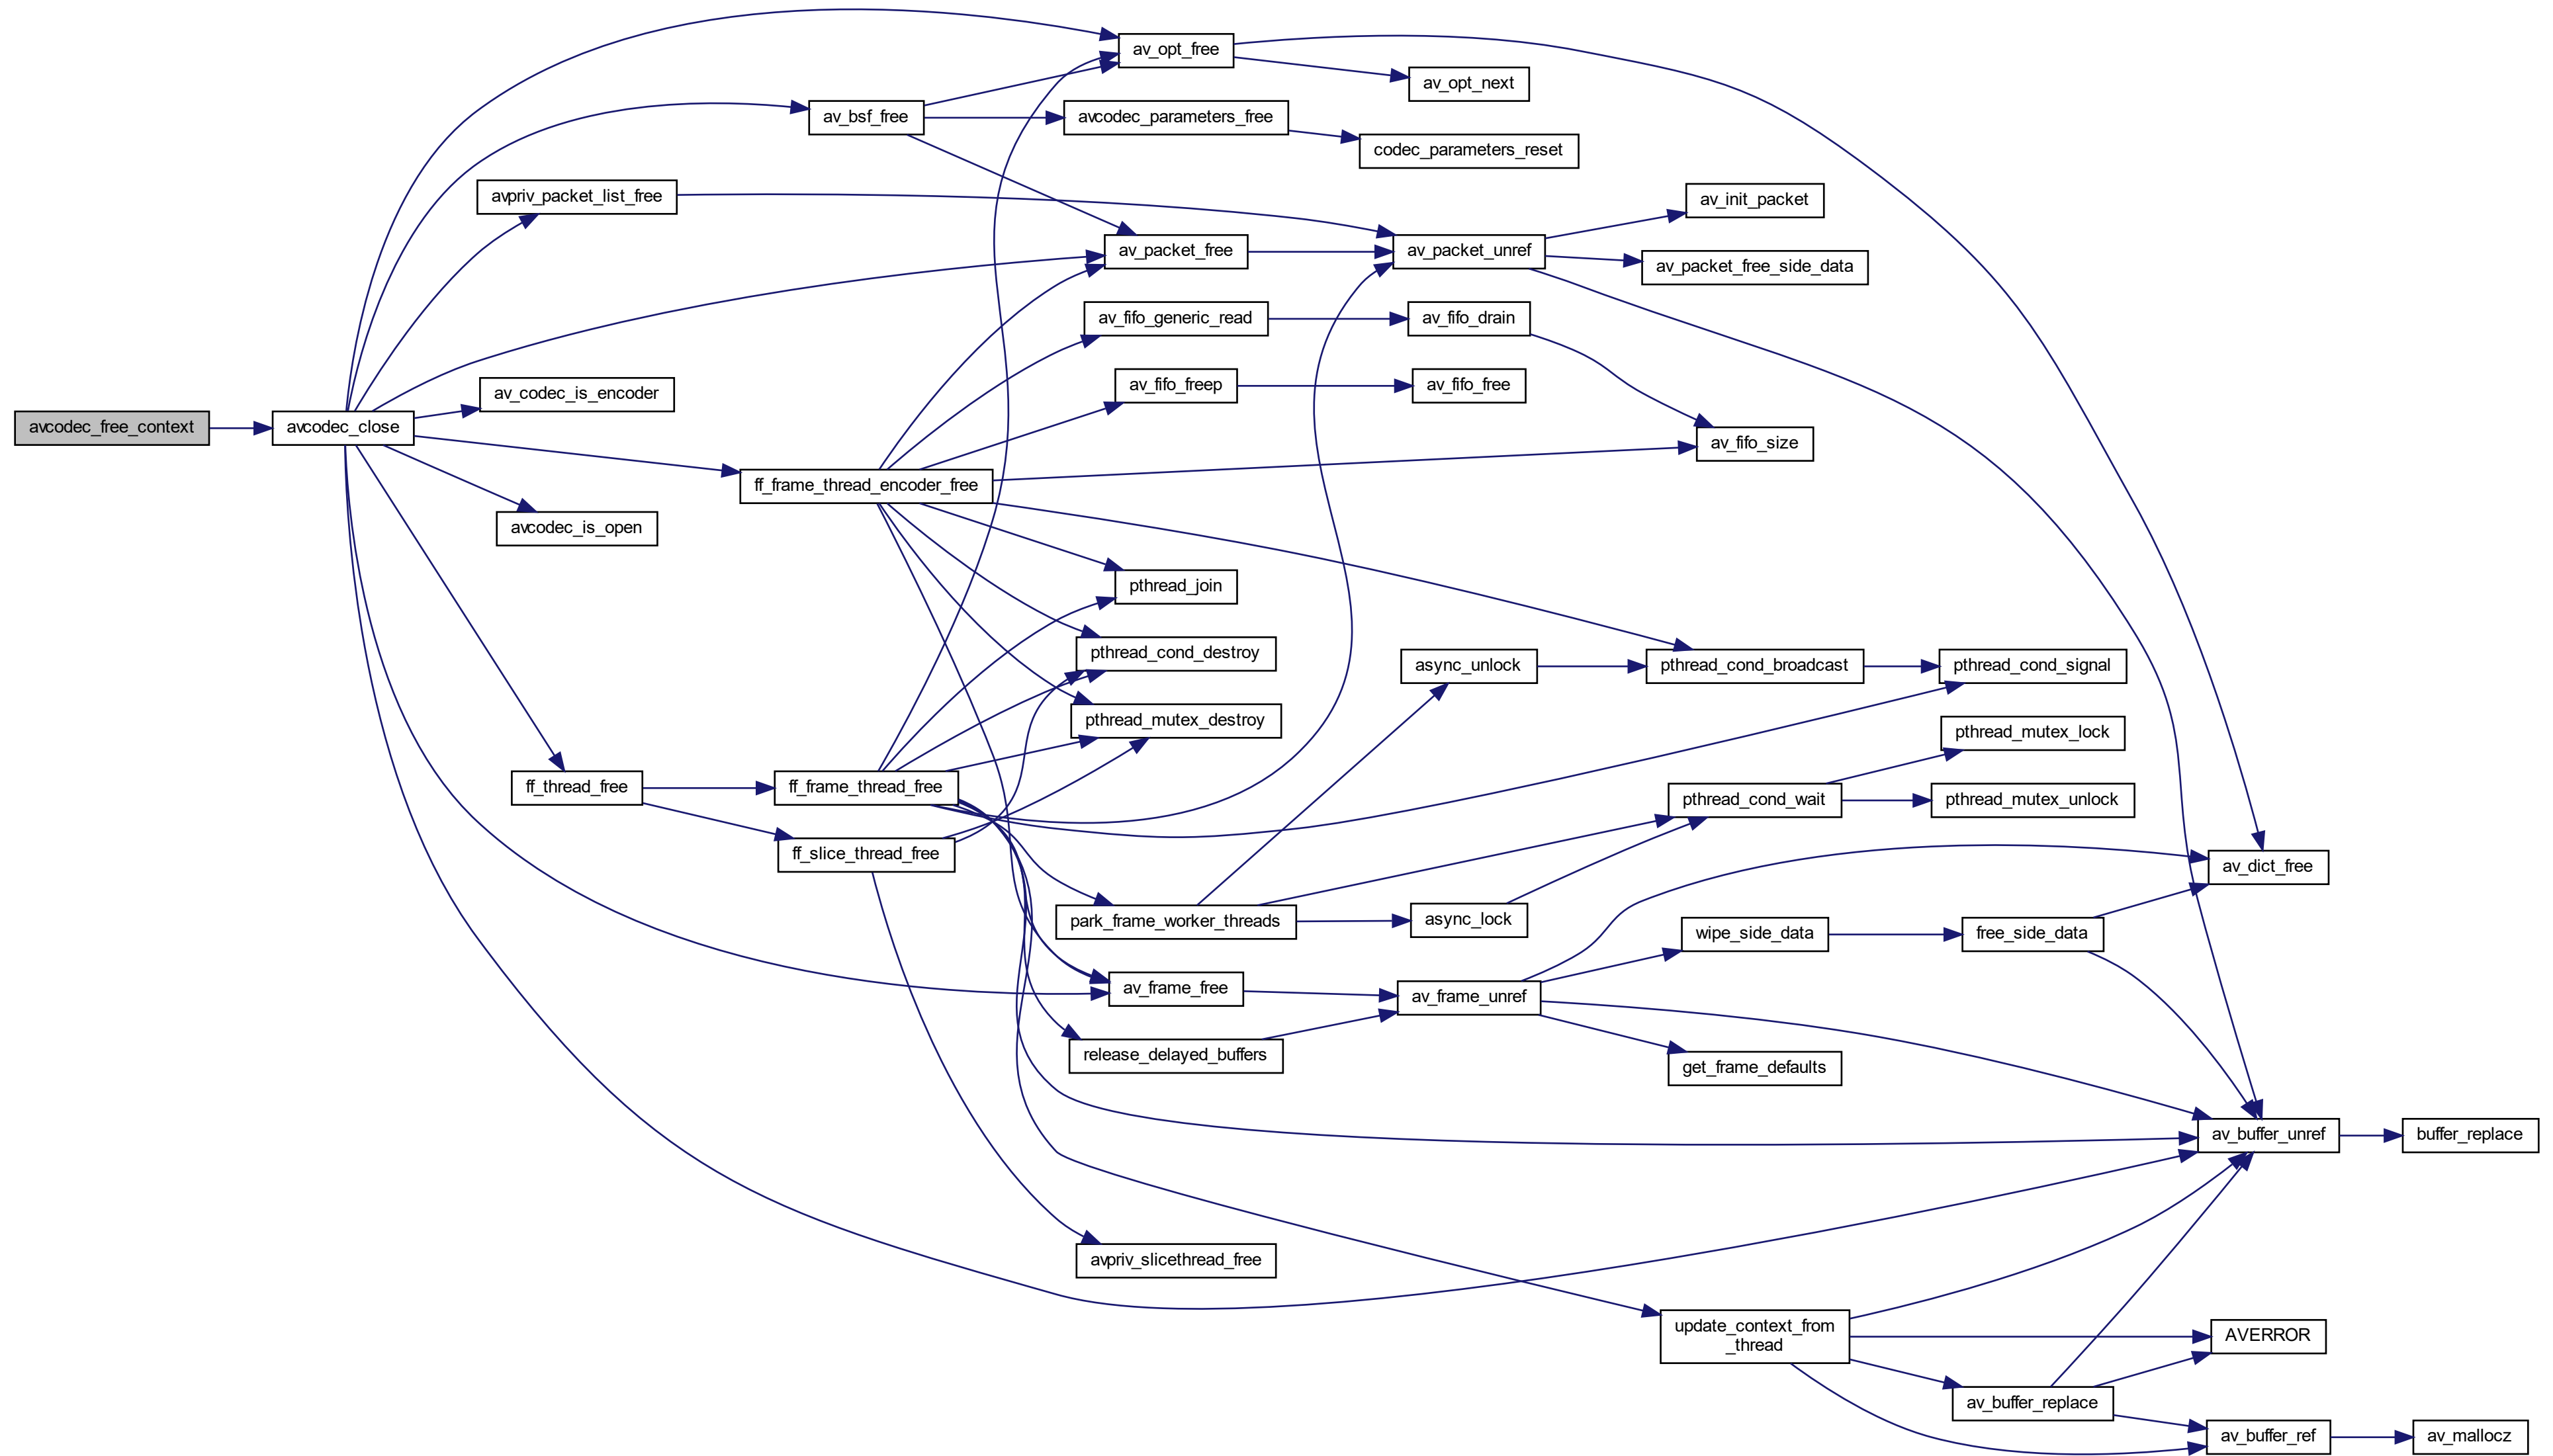 av_opt_free
av_opt_next
av_bsf_free
avcodec_parameters_free
codec_parameters_reset
avpriv_packet_list_free
av_init_packet
av_packet_free
av_packet_unref
av_packet_free_side_data
av_fifo_generic_read
av_fifo_drain
av_codec_is_encoder
av_fifo_freep
av_fifo_free
avcodec_free_context
avcodec_close
av_fifo_size
ff_frame_thread_encoder_free
avcodec_is_open
pthread_join
pthread_cond_destroy
async_unlock
pthread_cond_broadcast
pthread_cond_signal
pthread_mutex_destroy
pthread_mutex_lock
ff_thread_free
ff_frame_thread_free
pthread_cond_wait
pthread_mutex_unlock
ff_slice_thread_free
av_dict_free
park_frame_worker_threads
async_lock
wipe_side_data
free_side_data
av_frame_free
av_frame_unref
release_delayed_buffers
get_frame_defaults
av_buffer_unref
buffer_replace
avpriv_slicethread_free
update_context_from
_thread
AVERROR
av_buffer_replace
av_buffer_ref
av_mallocz